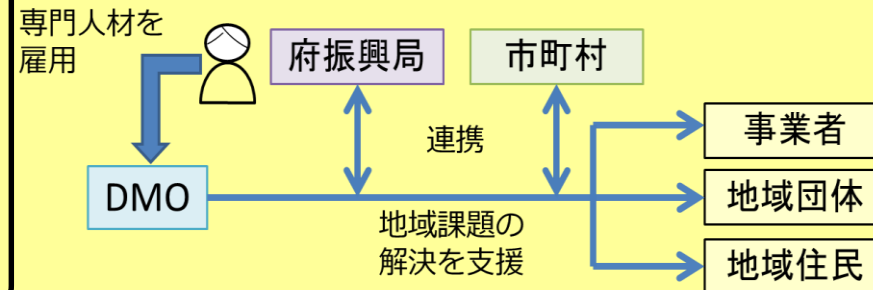 専門人材を
雇用
府振興局
市町村
連携
事業者
DMO
地域団体
地域課題の
解決を支援
地域住民